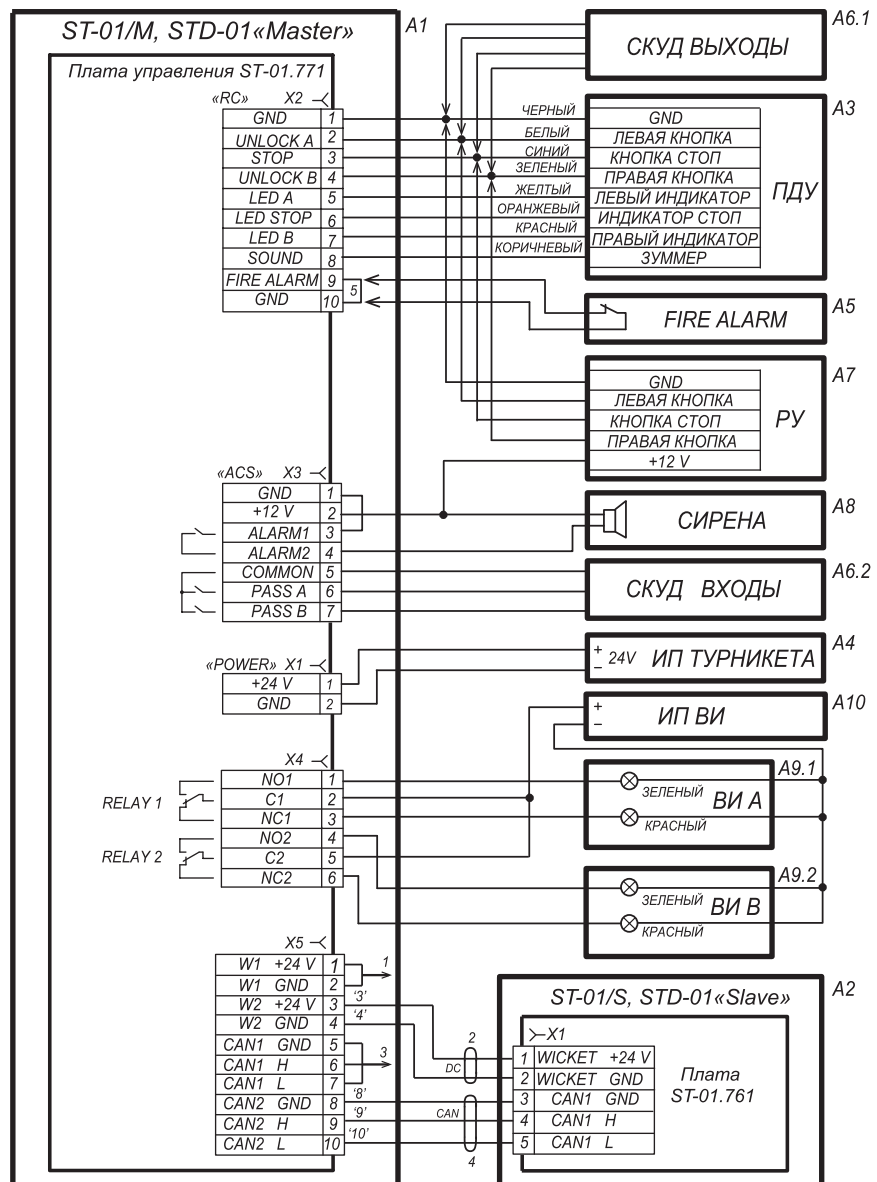 ST-01/M, STD-01«Master»
A1
Плата управления ST-01.771
«RC» X2
GND 1
UNLOCK A 2
STOP 3
UNLOCK B 4
LED A 5
LED STOP 6
LED B 7
SOUND 8
FIRE ALARM 9
GND 10
5
ЧЕРНЫЙ
БЕЛЫЙ
СИНИЙ
ЗЕЛЕНЫЙ
ЖЕЛТЫЙ
ОРАНЖЕВЫЙ
КРАСНЫЙ
КОРИЧНЕВЫЙ
A6.1
СКУД ВЫХОДЫ
A3
GND
ЛЕВАЯ КНОПКА
КНОПКА СТОП
ПРАВАЯ КНОПКА
ЛЕВЫЙ ИНДИКАТОР
ИНДИКАТОР СТОП
ПРАВЫЙ ИНДИКАТОР
ЗУММЕР
ПДУ
A5
FIRE ALARM
A7
GND
ЛЕВАЯ КНОПКА
КНОПКА СТОП
ПРАВАЯ КНОПКА
+12 V
РУ
«ACS» X3
GND 1
+12 V 2
ALARM1 3
ALARM2 4
COMMON 5
PASS A 6
PASS B 7
A8
СИРЕНА
A6.2
СКУД ВХОДЫ
«POWER» X1
+24 V 1
GND 2
A4
+ – 24V ИП ТУРНИКЕТА
A10
+ – ИП ВИ
X4
NO1 1
C1 2
NC1 3
NO2 4
C2 5
NC2 6
RELAY 1
RELAY 2
A9.1
ЗЕЛЕНЫЙ
КРАСНЫЙ
ВИ А
A9.2
ЗЕЛЕНЫЙ
КРАСНЫЙ
ВИ В
X5
W1 +24 V 1
W1 GND 2
W2 +24 V 3
W2 GND 4
CAN1 GND 5
CAN1 H 6
CAN1 L 7
CAN2 GND 8
CAN2 H 9
CAN2 L 10
1
‘3’
‘4’
3
‘8’
‘9’
‘10’
2
DC
CAN
4
A2
ST-01/S, STD-01«Slave»
X1
1 WICKET +24 V
2 WICKET GND
3 CAN1 GND
4 CAN1 H
5 CAN1 L
Плата
ST-01.761